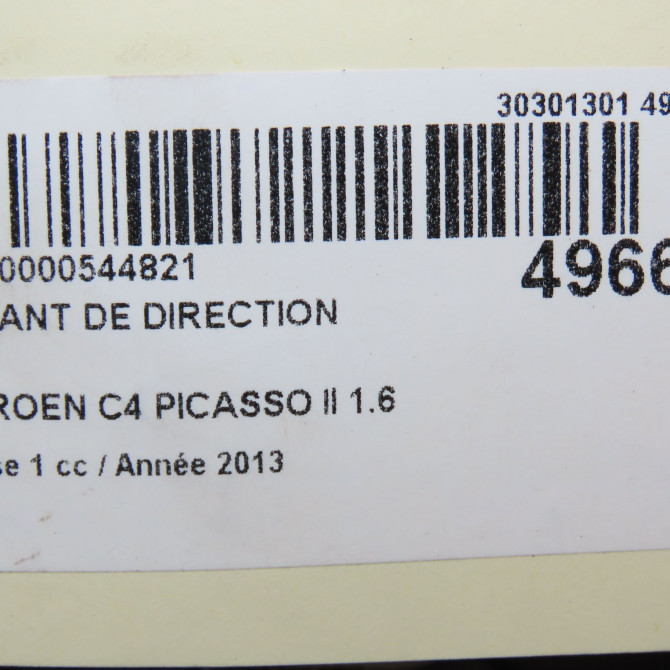 30301301 49
0000544821
4966
ANT DE DIRECTION
ROEN C4 PICASSO II 1.6
se 1 cc / Année 2013